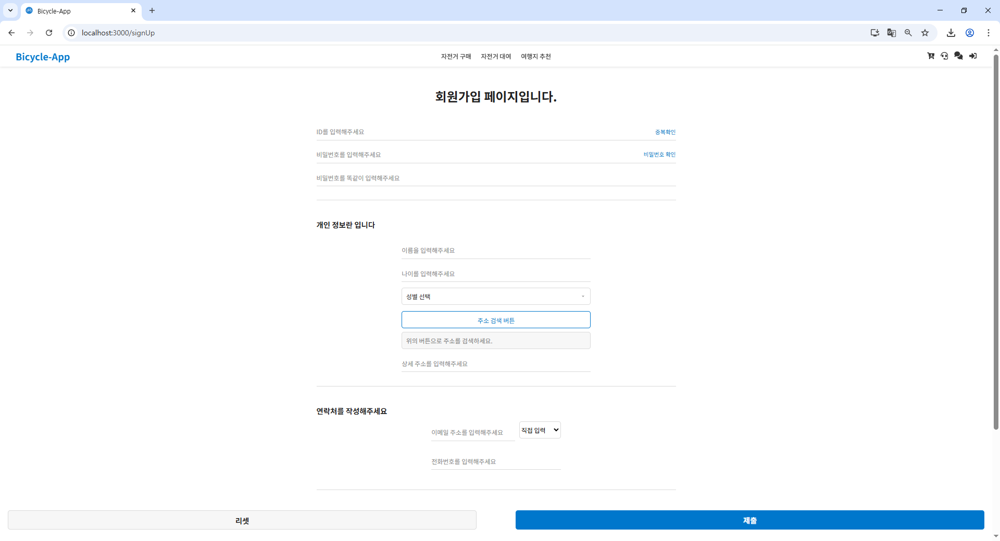 Bicycle-App
localhost:3000/signUp
Bicycle-App
자전거 구매 자전거 대여 여행지 추천
회원가입 페이지입니다.
ID를 입력해주세요 중복확인
비밀번호를 입력해주세요 비밀번호 확인
비밀번호를 똑같이 입력해주세요
개인 정보란 입니다
이름을 입력해주세요
나이를 입력해주세요
성별 선택
주소 검색 버튼
위의 버튼으로 주소를 검색하세요.
상세 주소를 입력해주세요
연락처를 작성해주세요
이메일 주소를 입력해주세요 직접 입력
전화번호를 입력해주세요
리셋 제출